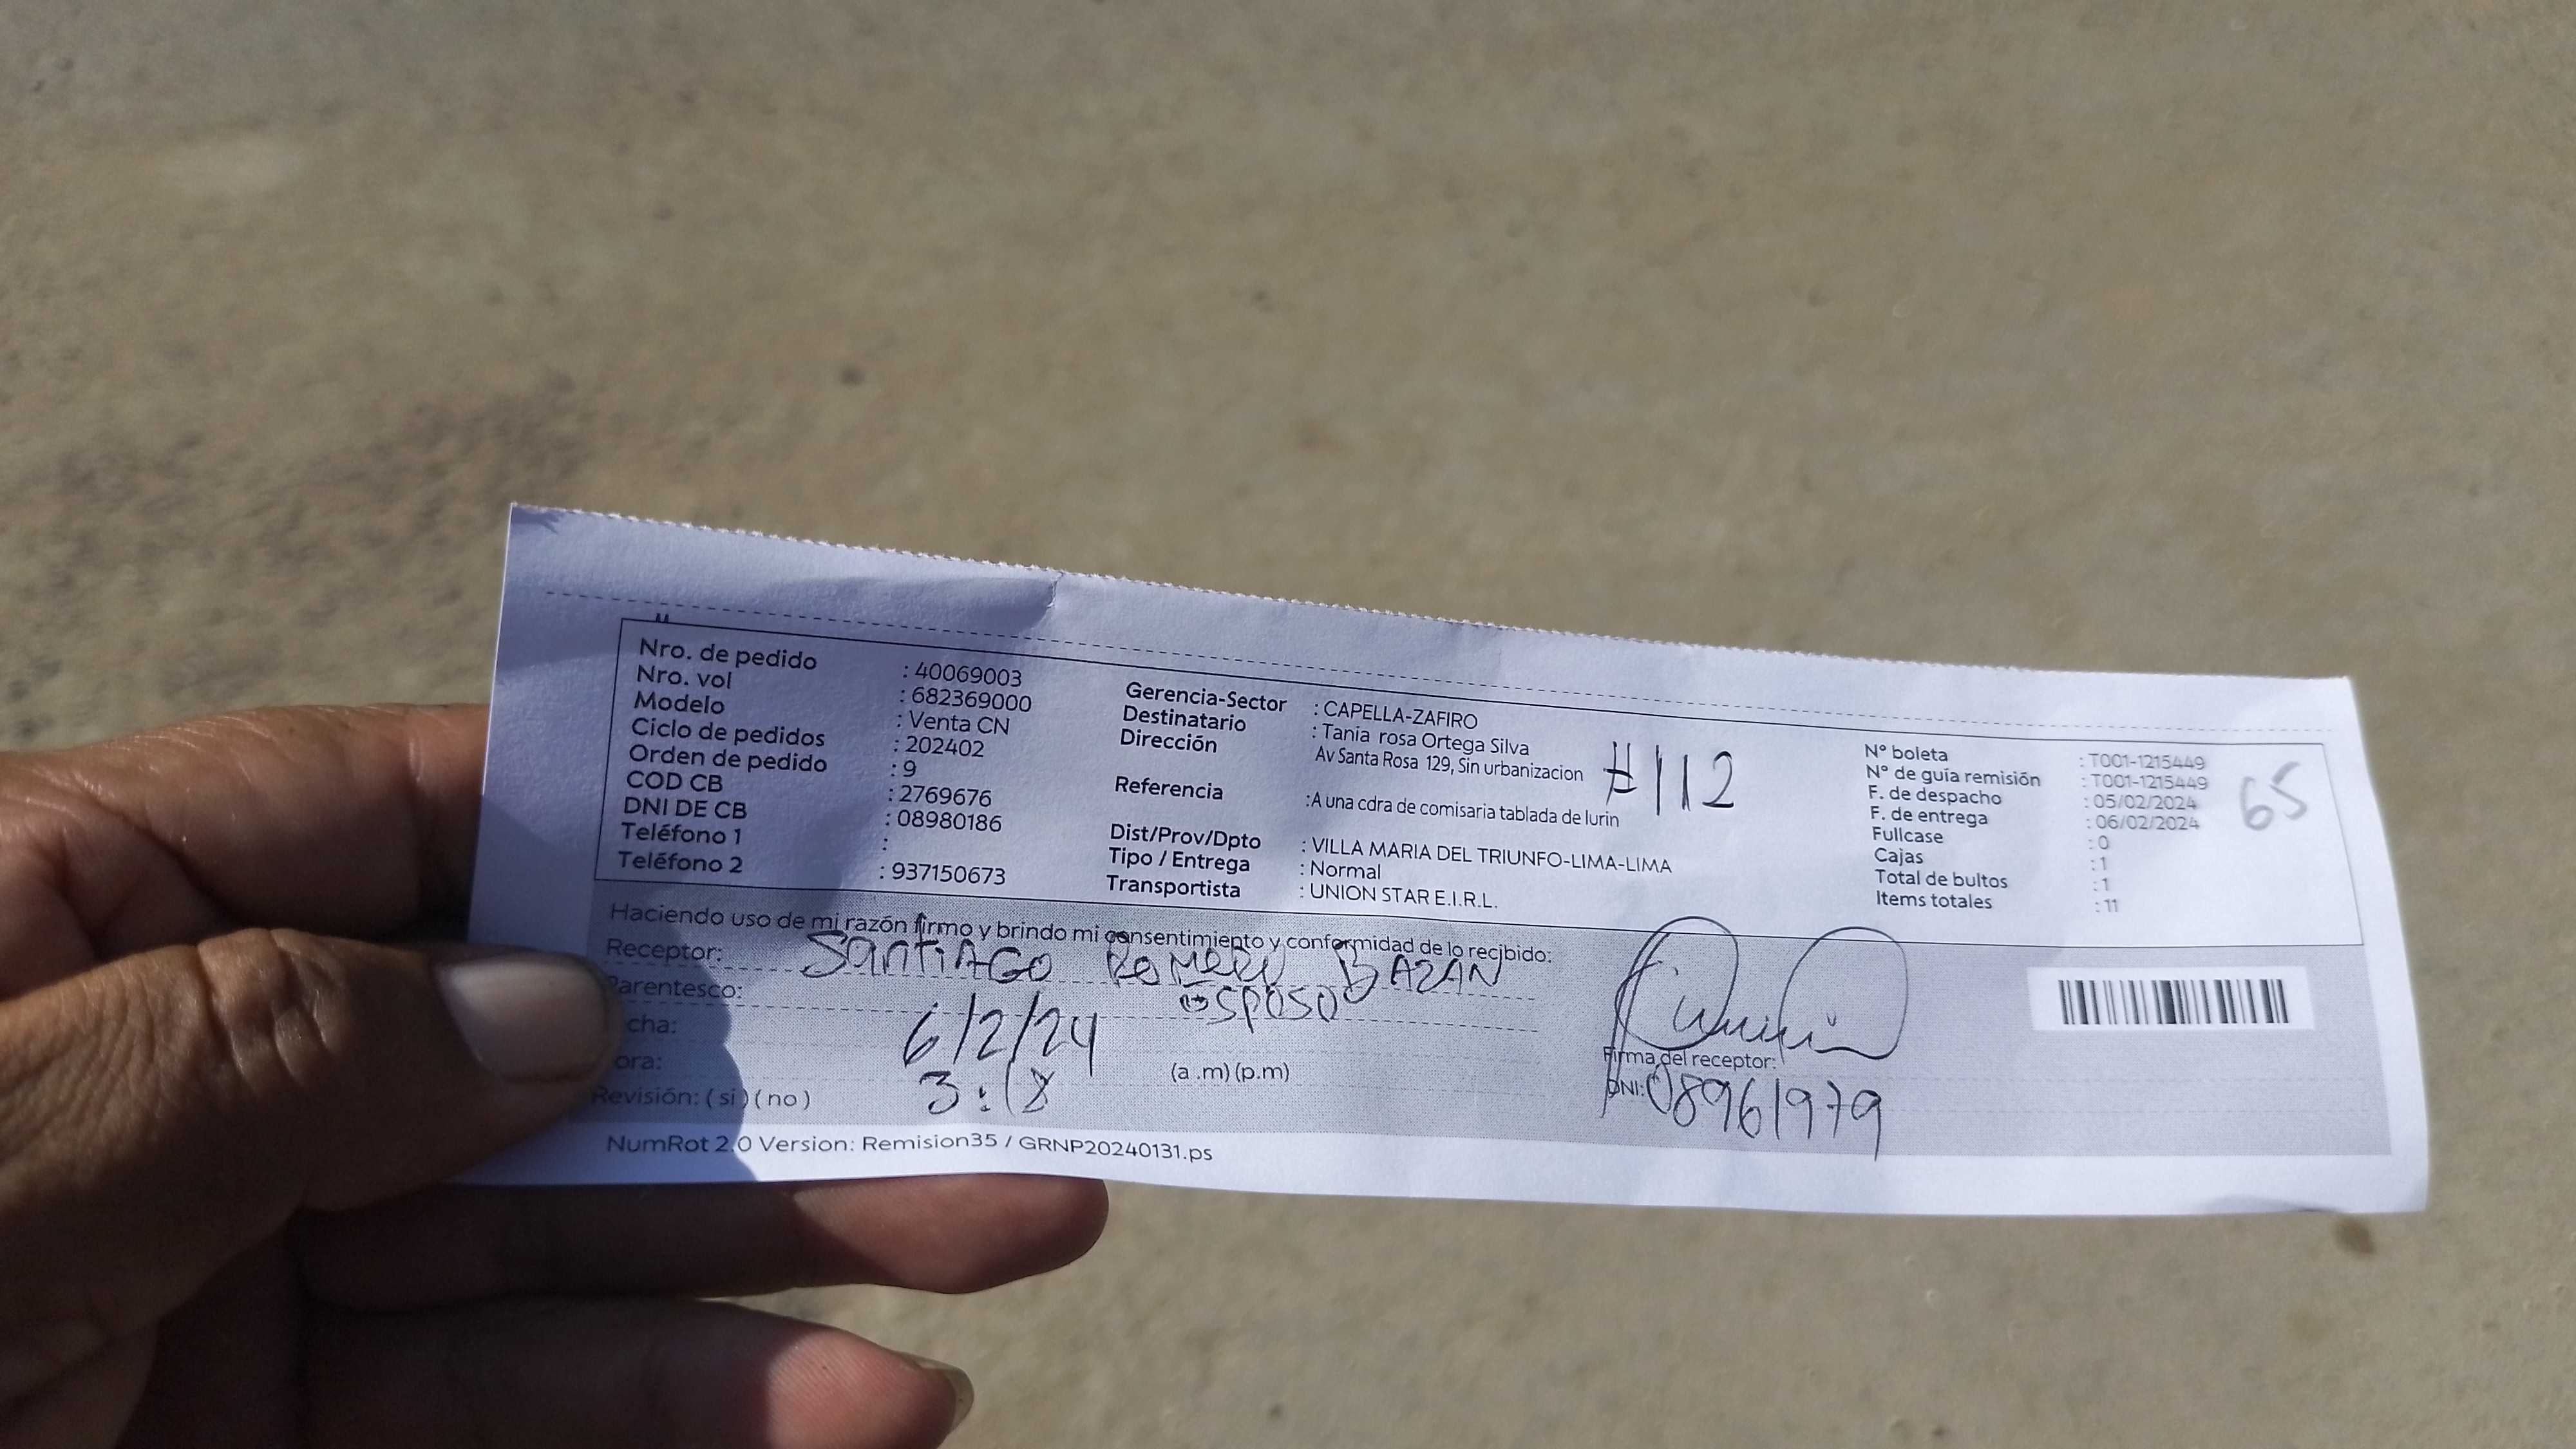 Nro. de pedido : 40069003
Nro. vol : 682369000
Modelo : Venta CN
Ciclo de pedidos : 202402
Orden de pedido : 9
COD CB : 2769676
DNI DE CB : 08980186
Teléfono 1 :
Teléfono 2 : 937150673
Gerencia-Sector : CAPELLA-ZAFIRO
Destinatario : Tania rosa Ortega Silva
Dirección Av Santa Rosa 129, Sin urbanizacion
#112
Referencia :A una cdra de comisaria tablada de lurin
Dist/Prov/Dpto : VILLA MARIA DEL TRIUNFO-LIMA-LIMA
Tipo / Entrega : Normal
Transportista : UNION STAR E.I.R.L.
N° boleta : T001-1215449
N° de guía remisión : T001-1215449
F. de despacho : 05/02/2024
F. de entrega : 06/02/2024
Fullcase : 0
Cajas : 1
Total de bultos : 1
Items totales : 11
65
Haciendo uso de mi razón firmo y brindo mi consentimiento y conformidad de lo recibido:
Receptor: SANTIAGO ROMERO BAZAN
Parentesco: esposo
cha: 6/2/24
ora: 3:18 (a .m) (p.m)
Revisión: ( si ) ( no )
Firma del receptor:
DNI: 08961979
NumRot 2.0 Version: Remision35 / GRNP20240131.ps